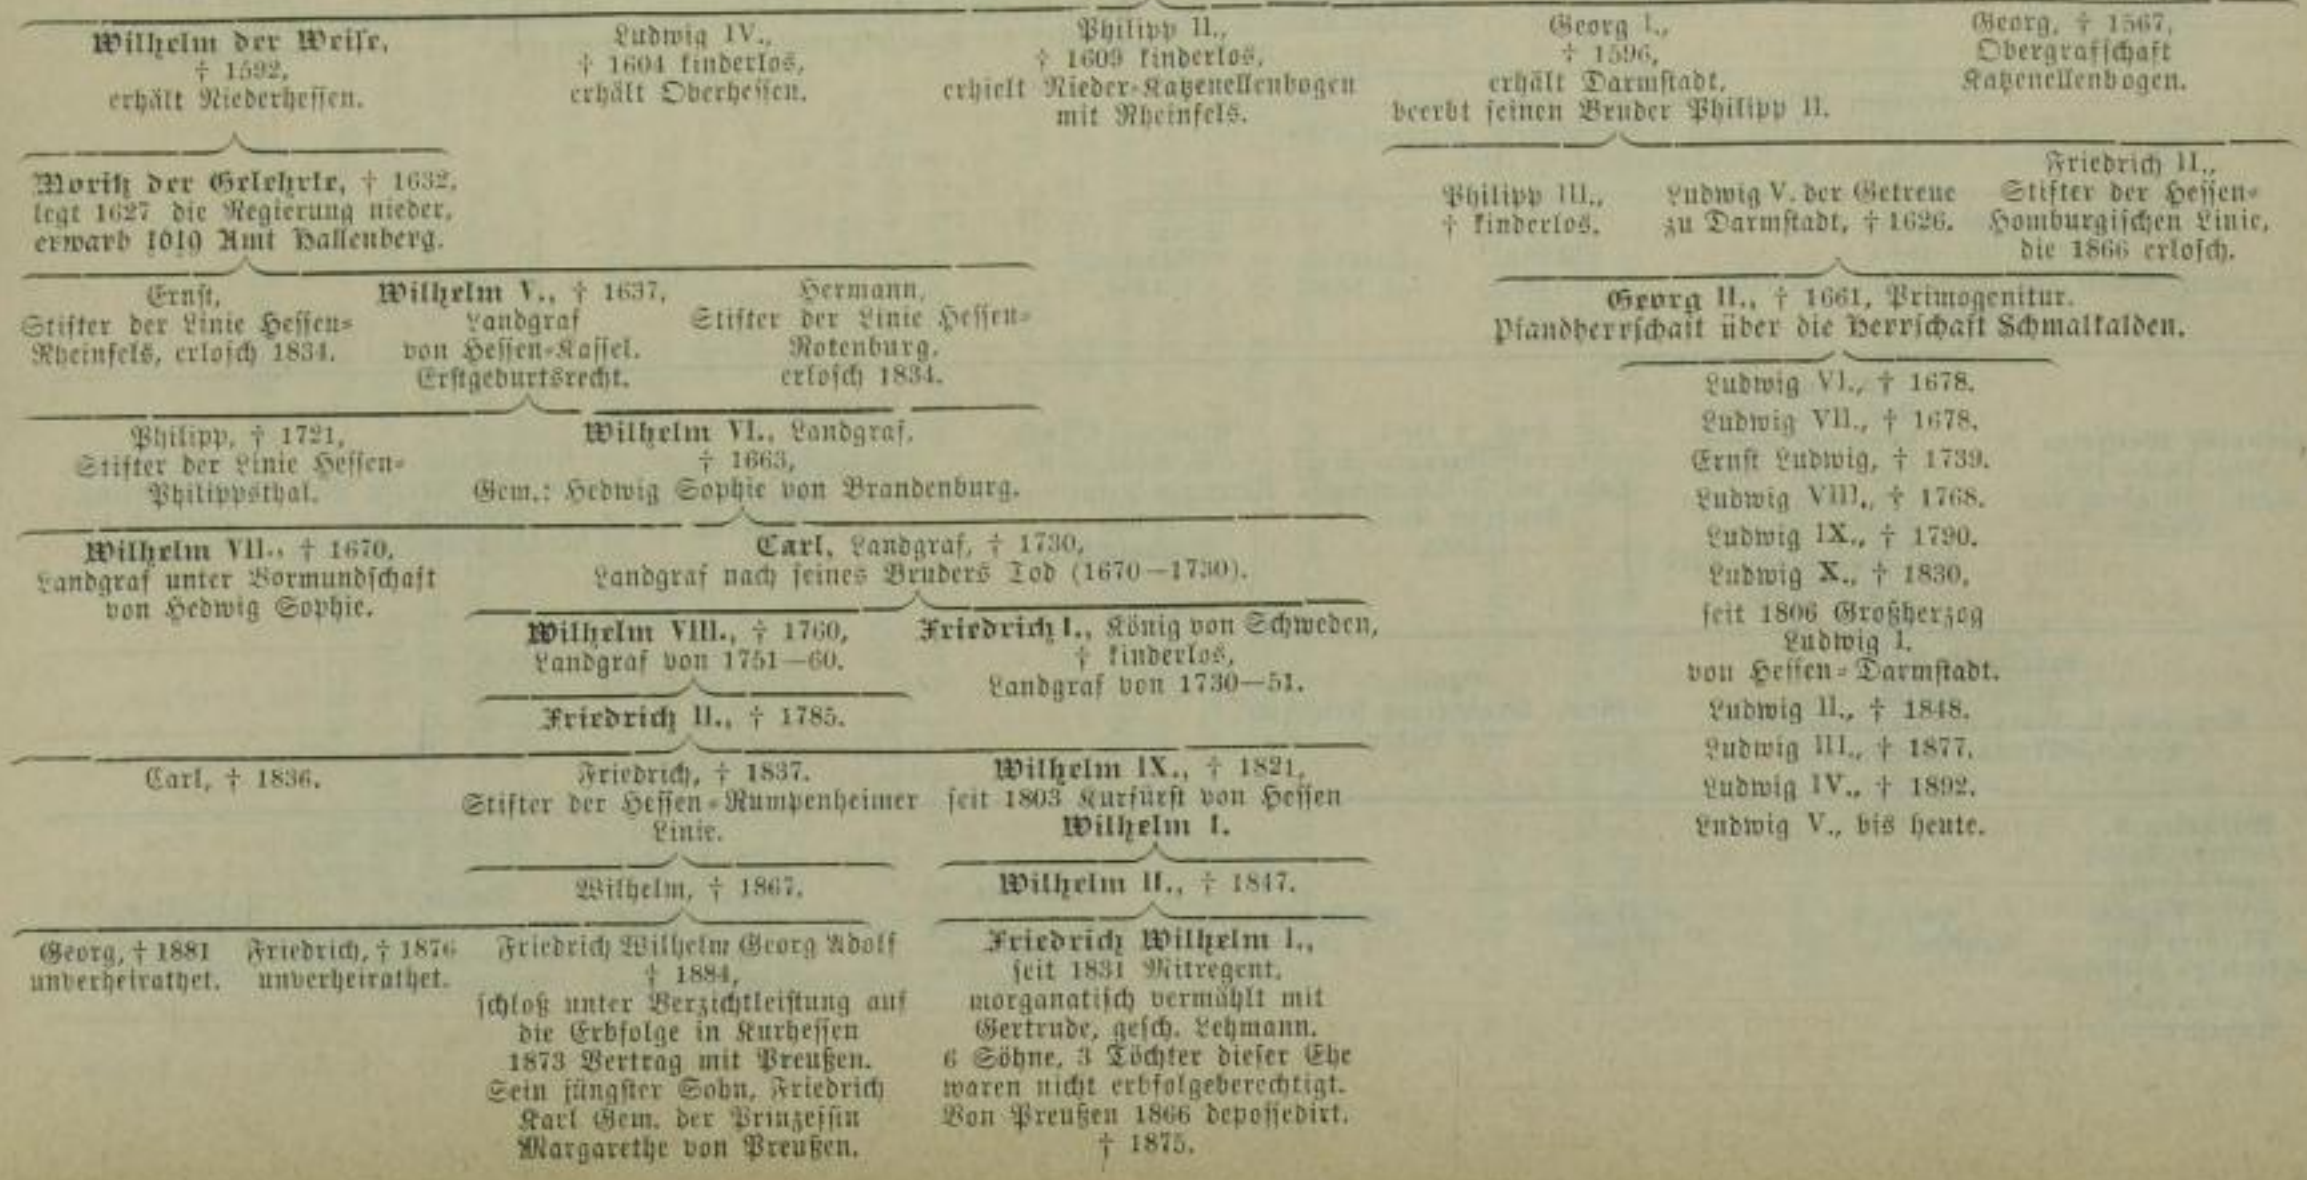 Wilhelm der Weise,
† 1592,
erhält Niederhessen.
Ludwig IV.,
† 1604 kinderlos,
erhält Oberhessen.
Philipp II.,
† 1609 kinderlos,
erhielt Nieder-Katzenellenbogen
mit Rheinfels.
Georg I.,
† 1596,
erhält Darmstadt,
beerbt seinen Bruder Philipp II.
Georg, † 1567,
Obergrafschaft
Katzenellenbogen.
Moritz der Gelehrte, † 1632,
legt 1627 die Regierung nieder,
erwarb 1619 Amt Hallenberg.
Philipp III.,
† kinderlos.
Ludwig V. der Getreue
zu Darmstadt, † 1626.
Friedrich II.,
Stifter der Hessen-
Homburgischen Linie,
die 1866 erlosch.
Ernst,
Stifter der Linie Hessen-
Rheinfels, erlosch 1834.
Wilhelm V., † 1637,
Landgraf
von Hessen-Kassel.
Erstgeburtsrecht.
Hermann,
Stifter der Linie Hessen-
Rotenburg,
erlosch 1834.
Georg II., † 1661, Primogenitur.
Pfandherrschaft über die Herrschaft Schmalkalden.
Philipp, † 1721,
Stifter der Linie Hessen-
Philippsthal.
Wilhelm VI., Landgraf,
† 1663,
Gem.: Hedwig Sophie von Brandenburg.
Wilhelm VII., † 1670,
Landgraf unter Vormundschaft
von Hedwig Sophie.
Carl, Landgraf, † 1730,
Landgraf nach seines Bruders Tod (1670—1730).
Wilhelm VIII., † 1760,
Landgraf von 1751—60.
Friedrich I., König von Schweden,
† kinderlos,
Landgraf von 1730—51.
Friedrich II., † 1785.
Carl, † 1836.
Friedrich, † 1837.
Stifter der Hessen-Rumpenheimer
Linie.
Wilhelm IX., † 1821,
seit 1803 Kurfürst von Hessen
Wilhelm I.
Wilhelm, † 1867.
Wilhelm II., † 1847.
Georg, † 1881
unverheirathet.
Friedrich, † 1876
unverheirathet.
Friedrich Wilhelm Georg Adolf
† 1884,
schloß unter Verzichtleistung auf
die Erbfolge in Kurhessen
1873 Vertrag mit Preußen.
Sein jüngster Sohn, Friedrich
Karl Gem. der Prinzessin
Margarethe von Preußen.
Friedrich Wilhelm I.,
seit 1831 Mitregent,
morganatisch vermählt mit
Gertrude, gesch. Lehmann.
6 Söhne, 3 Töchter dieser Ehe
waren nicht erbfolgeberechtigt.
Von Preußen 1866 depossedirt.
† 1875.
Ludwig VI., † 1678.
Ludwig VII., † 1678.
Ernst Ludwig, † 1739.
Ludwig VIII., † 1768.
Ludwig IX., † 1790.
Ludwig X., † 1830,
seit 1806 Großherzog
Ludwig I.
von Hessen-Darmstadt.
Ludwig II., † 1848.
Ludwig III., † 1877.
Ludwig IV., † 1892.
Ludwig V., bis heute.